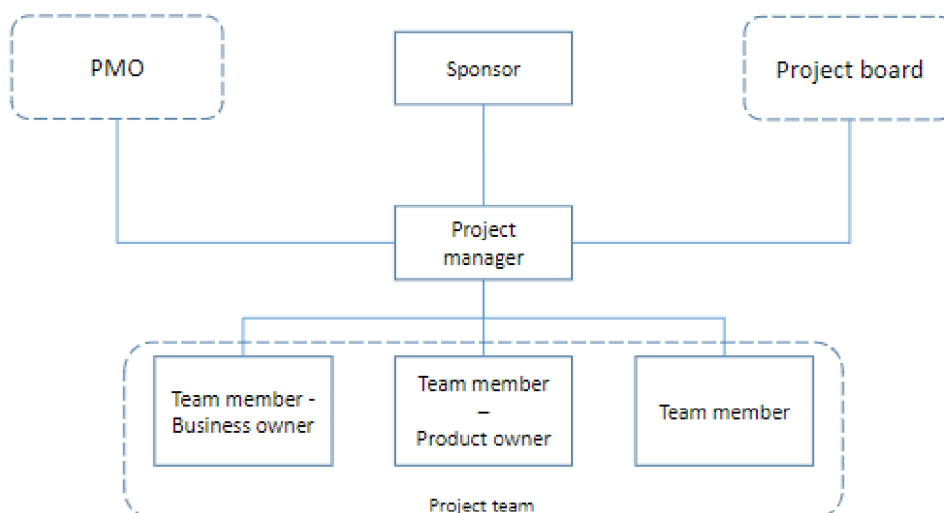 PMO
Sponsor
Project board
Project
manager
Team member -
Business owner
Team member
–
Product owner
Team member
Project team